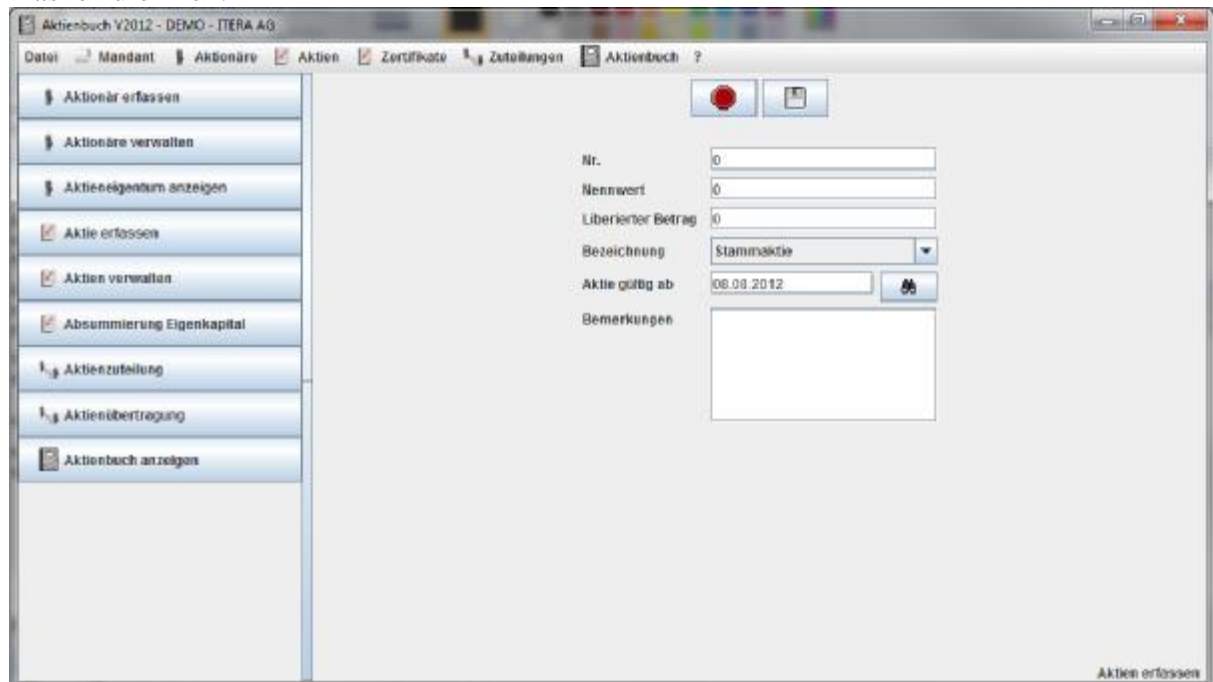 Aktienbuch V2012 - DEMO - ITERA AG
Datei Mandant Aktionäre Aktien Zertifikate Zuteilungen Aktienbuch ?
Aktionär erfassen
Aktionäre verwalten
Aktieneigentum anzeigen
Aktie erfassen
Aktien verwalten
Absummierung Eigenkapital
Aktienzuteilung
Aktienübertragung
Aktienbuch anzeigen
Nr. 0
Nennwert 0
Liberierter Betrag 0
Bezeichnung Stammaktie
Aktie gültig ab 08.08.2012
Bemerkungen
Aktien erfassen